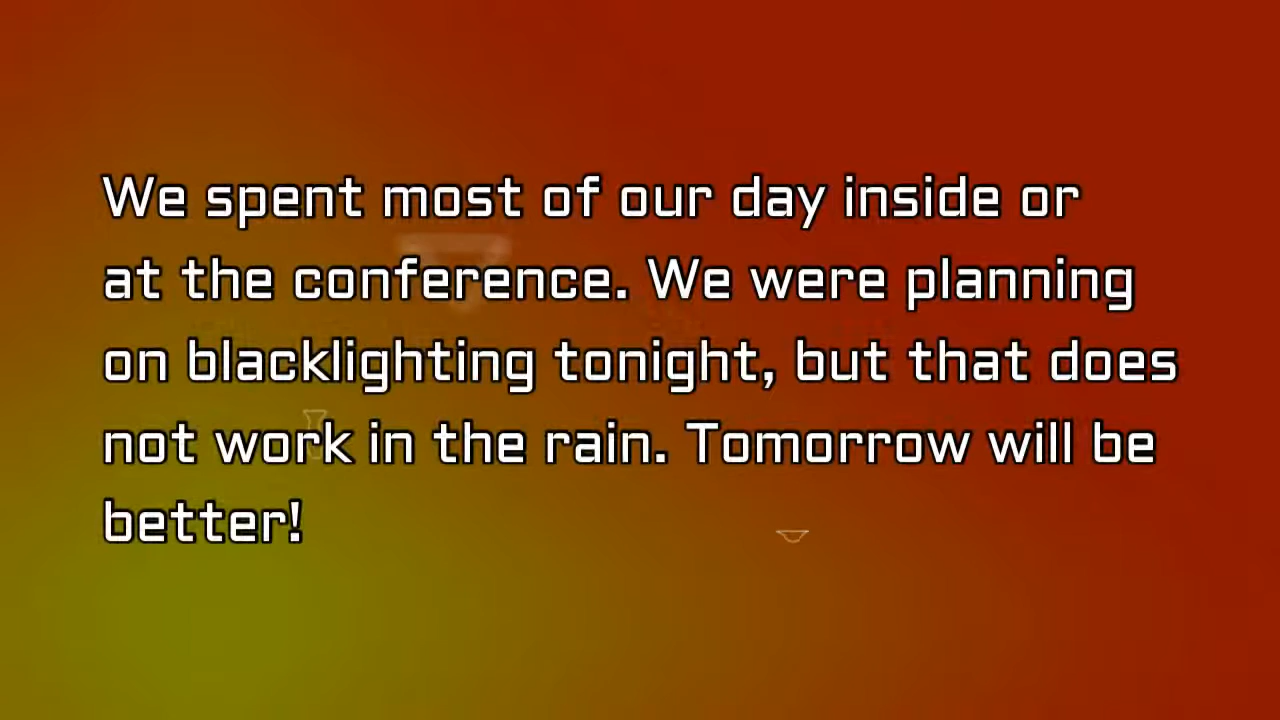 We spent most of our day inside or
at the conference. We were planning
on blacklighting tonight, but that does
not work in the rain. Tomorrow will be
better!